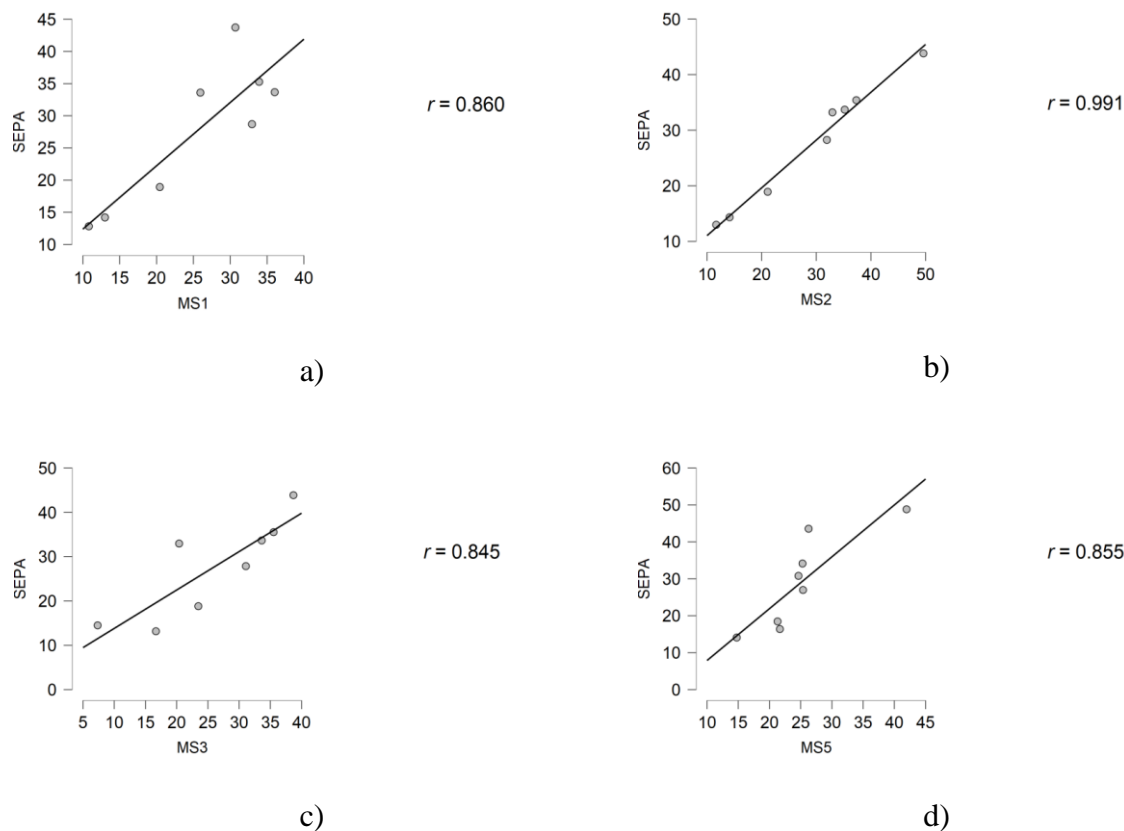 45
40
35
30
25
20
15
10
SEPA
10 15 20 25 30 35 40
MS1
r = 0.860
a)
50
40
30
20
10
SEPA
10 20 30 40 50
MS2
r = 0.991
b)
50
40
30
20
10
0
SEPA
5 10 15 20 25 30 35 40
MS3
r = 0.845
c)
60
50
40
30
20
10
0
SEPA
10 15 20 25 30 35 40 45
MS5
r = 0.855
d)